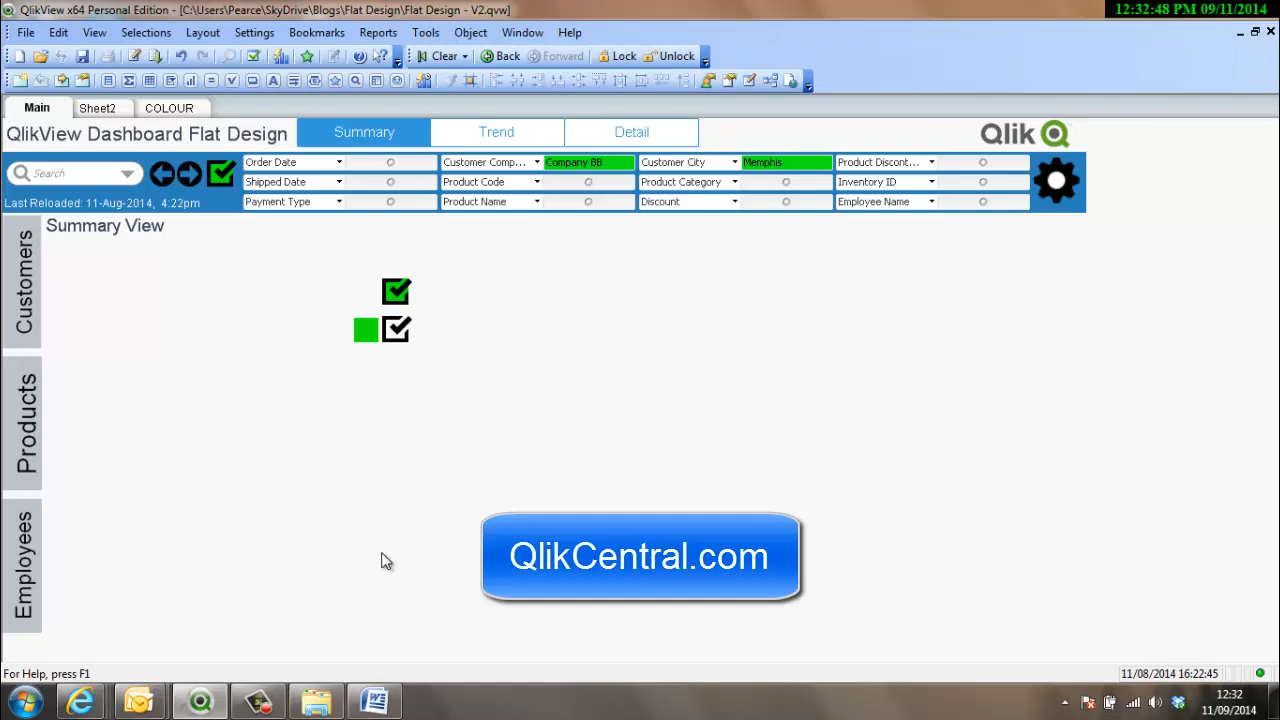 QlikView x64 Personal Edition - [C:\Users\Pearce\SkyDrive\Blogs\Flat Design\Flat Design - V2.qvw]
12:32:48 PM 09/11/2014
File Edit View Selections Layout Settings Bookmarks Reports Tools Object Window Help
Clear Back Forward Lock Unlock
Main Sheet2 COLOUR
QlikView Dashboard Flat Design Summary Trend Detail Qlik
Search
Order Date Customer Comp... Company BB Customer City Memphis Product Discont...
Shipped Date Product Code Product Category Inventory ID
Last Reloaded: 11-Aug-2014, 4:22pm
Payment Type Product Name Discount Employee Name
Summary View
Customers
Products
Employees
QlikCentral.com
For Help, press F1
11/08/2014 16:22:45
12:32
11/09/2014